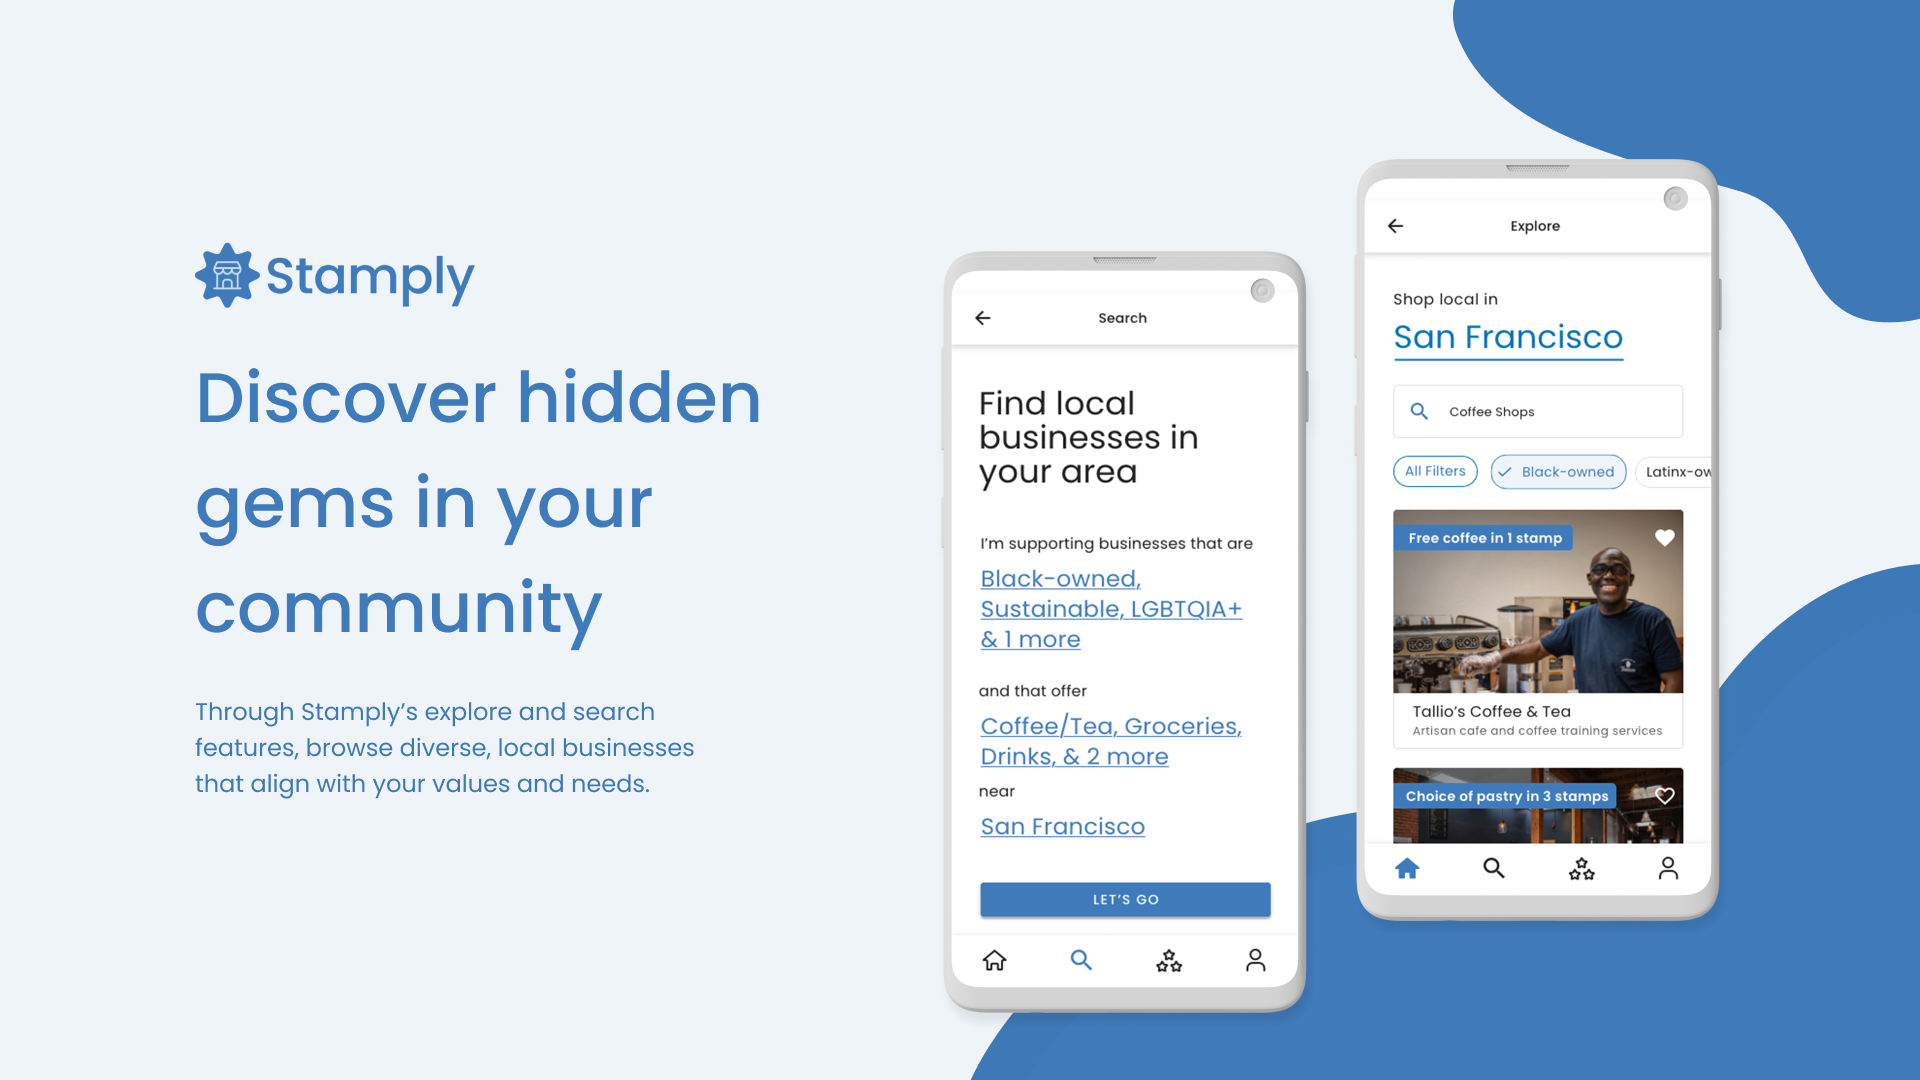 Stamply
Discover hidden
gems in your
community
Through Stamply’s explore and search
features, browse diverse, local businesses
that align with your values and needs.
Search
Find local
businesses in
your area
I’m supporting businesses that are
Black-owned,
Sustainable, LGBTQIA+
& 1 more
and that offer
Coffee/Tea, Groceries,
Drinks, & 2 more
near
San Francisco
LET’S GO
Explore
Shop local in
San Francisco
Coffee Shops
All Filters
Black-owned
Latinx-ow
Free coffee in 1 stamp
Tallio’s Coffee & Tea
Artisan cafe and coffee training services
Choice of pastry in 3 stamps